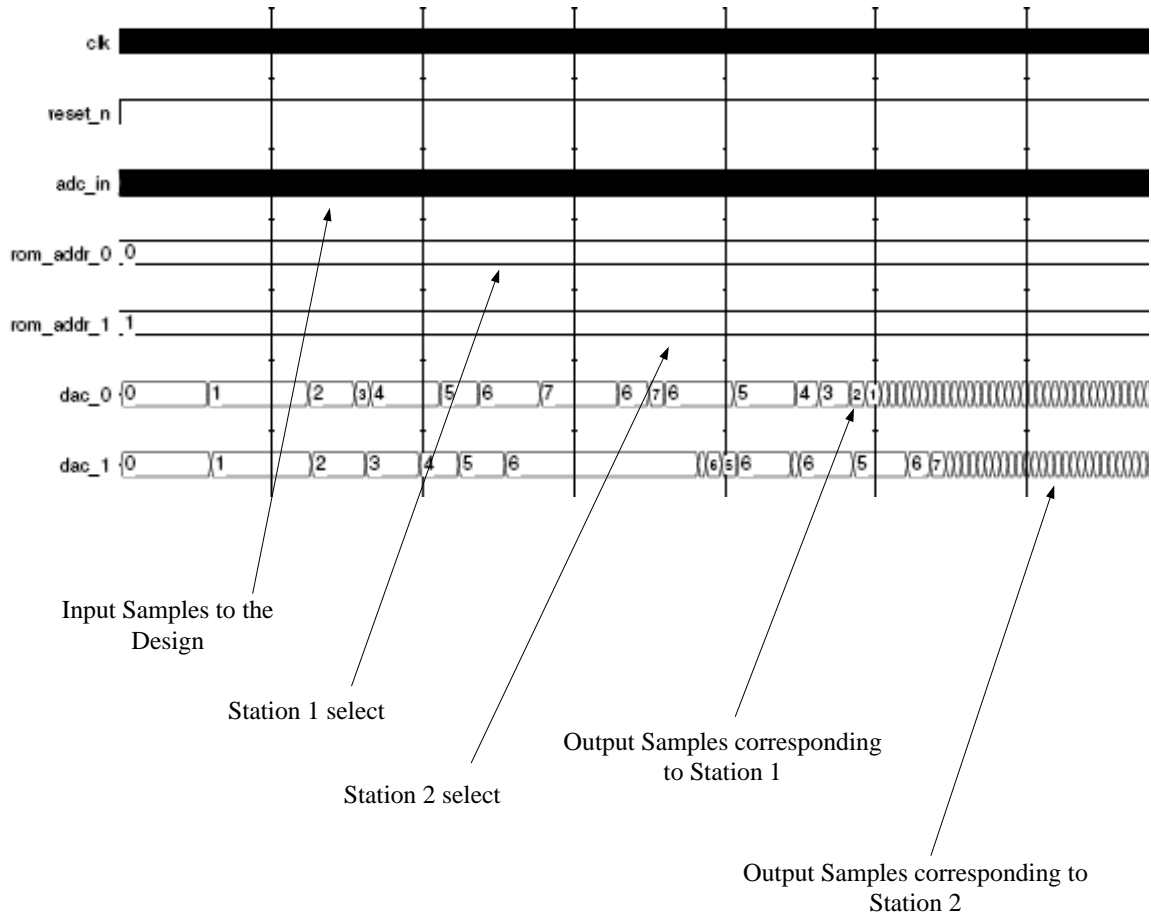 clk
reset_n
adc_in
rom_addr_0 0
rom_addr_1 1
dac_0 0 1 2 3 4 5 6 7 6 7 6 5 4 3 2 1
dac_1 0 1 2 3 4 5 6 6 5 6 6 5 6 7
Input Samples to the
Design
Station 1 select
Output Samples corresponding
to Station 1
Station 2 select
Output Samples corresponding to
Station 2